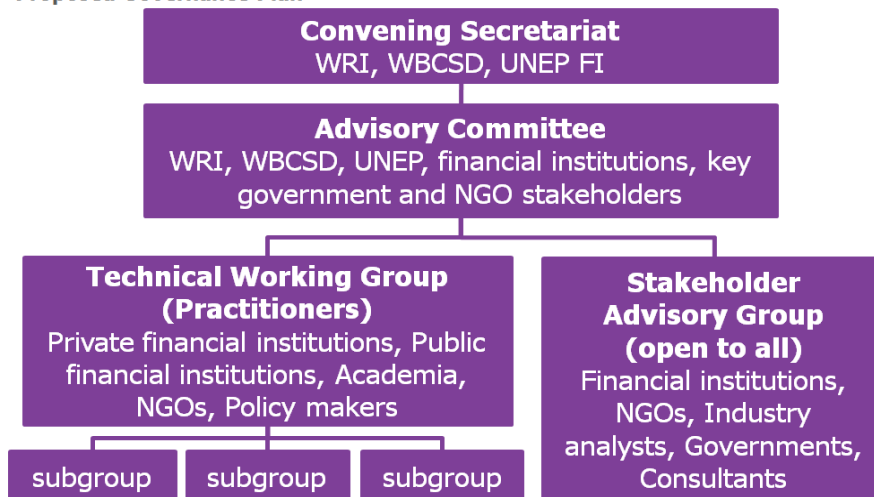 Convening Secretariat
WRI, WBCSD, UNEP FI
Advisory Committee
WRI, WBCSD, UNEP, financial institutions, key
government and NGO stakeholders
Technical Working Group
(Practitioners)
Private financial institutions, Public
financial institutions, Academia,
NGOs, Policy makers
Stakeholder
Advisory Group
(open to all)
Financial institutions,
NGOs, Industry
analysts, Governments,
Consultants
subgroup
subgroup
subgroup